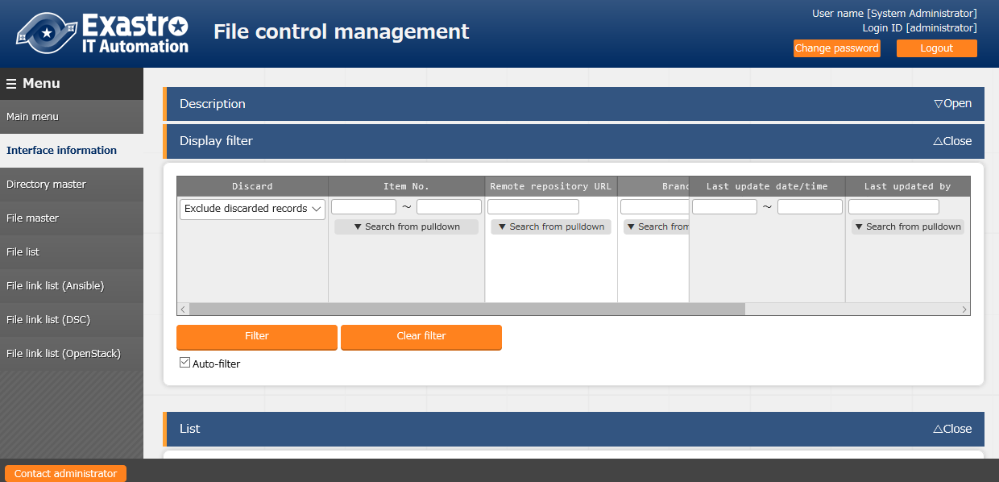 Exastro
IT Automation
File control management
User name [System Administrator]
Login ID [administrator]
Change password
Logout
☰ Menu
Main menu
Interface information
Directory master
File master
File list
File link list (Ansible)
File link list (DSC)
File link list (OpenStack)
Description
▽Open
Display filter
△Close
Discard
Item No.
Remote repository URL
Branc
Last update date/time
Last updated by
Exclude discarded records
～
～
▼ Search from pulldown
▼ Search from pulldown
▼ Search from
▼ Search from pulldown
Filter
Clear filter
Auto-filter
List
△Close
Contact administrator